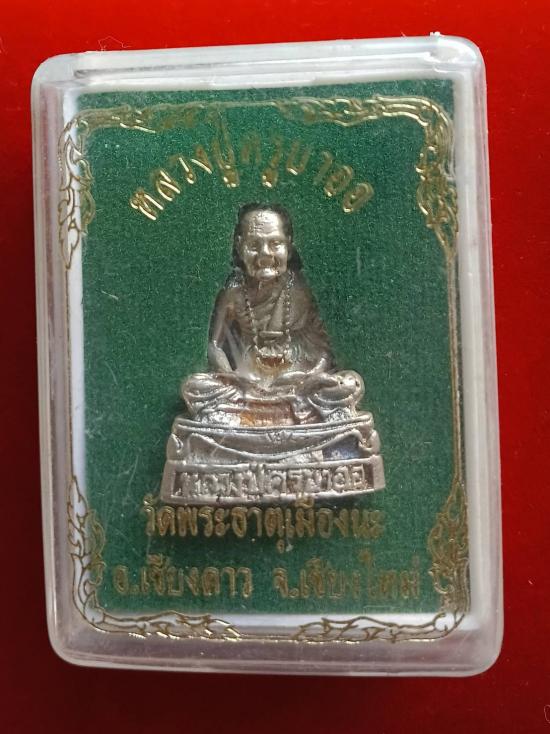 หลวงปู่ครูบาออ
หลวงปู่ครูบาออ
วัดพระธาตุเมืองนะ
อ.เชียงดาว จ.เชียงใหม่